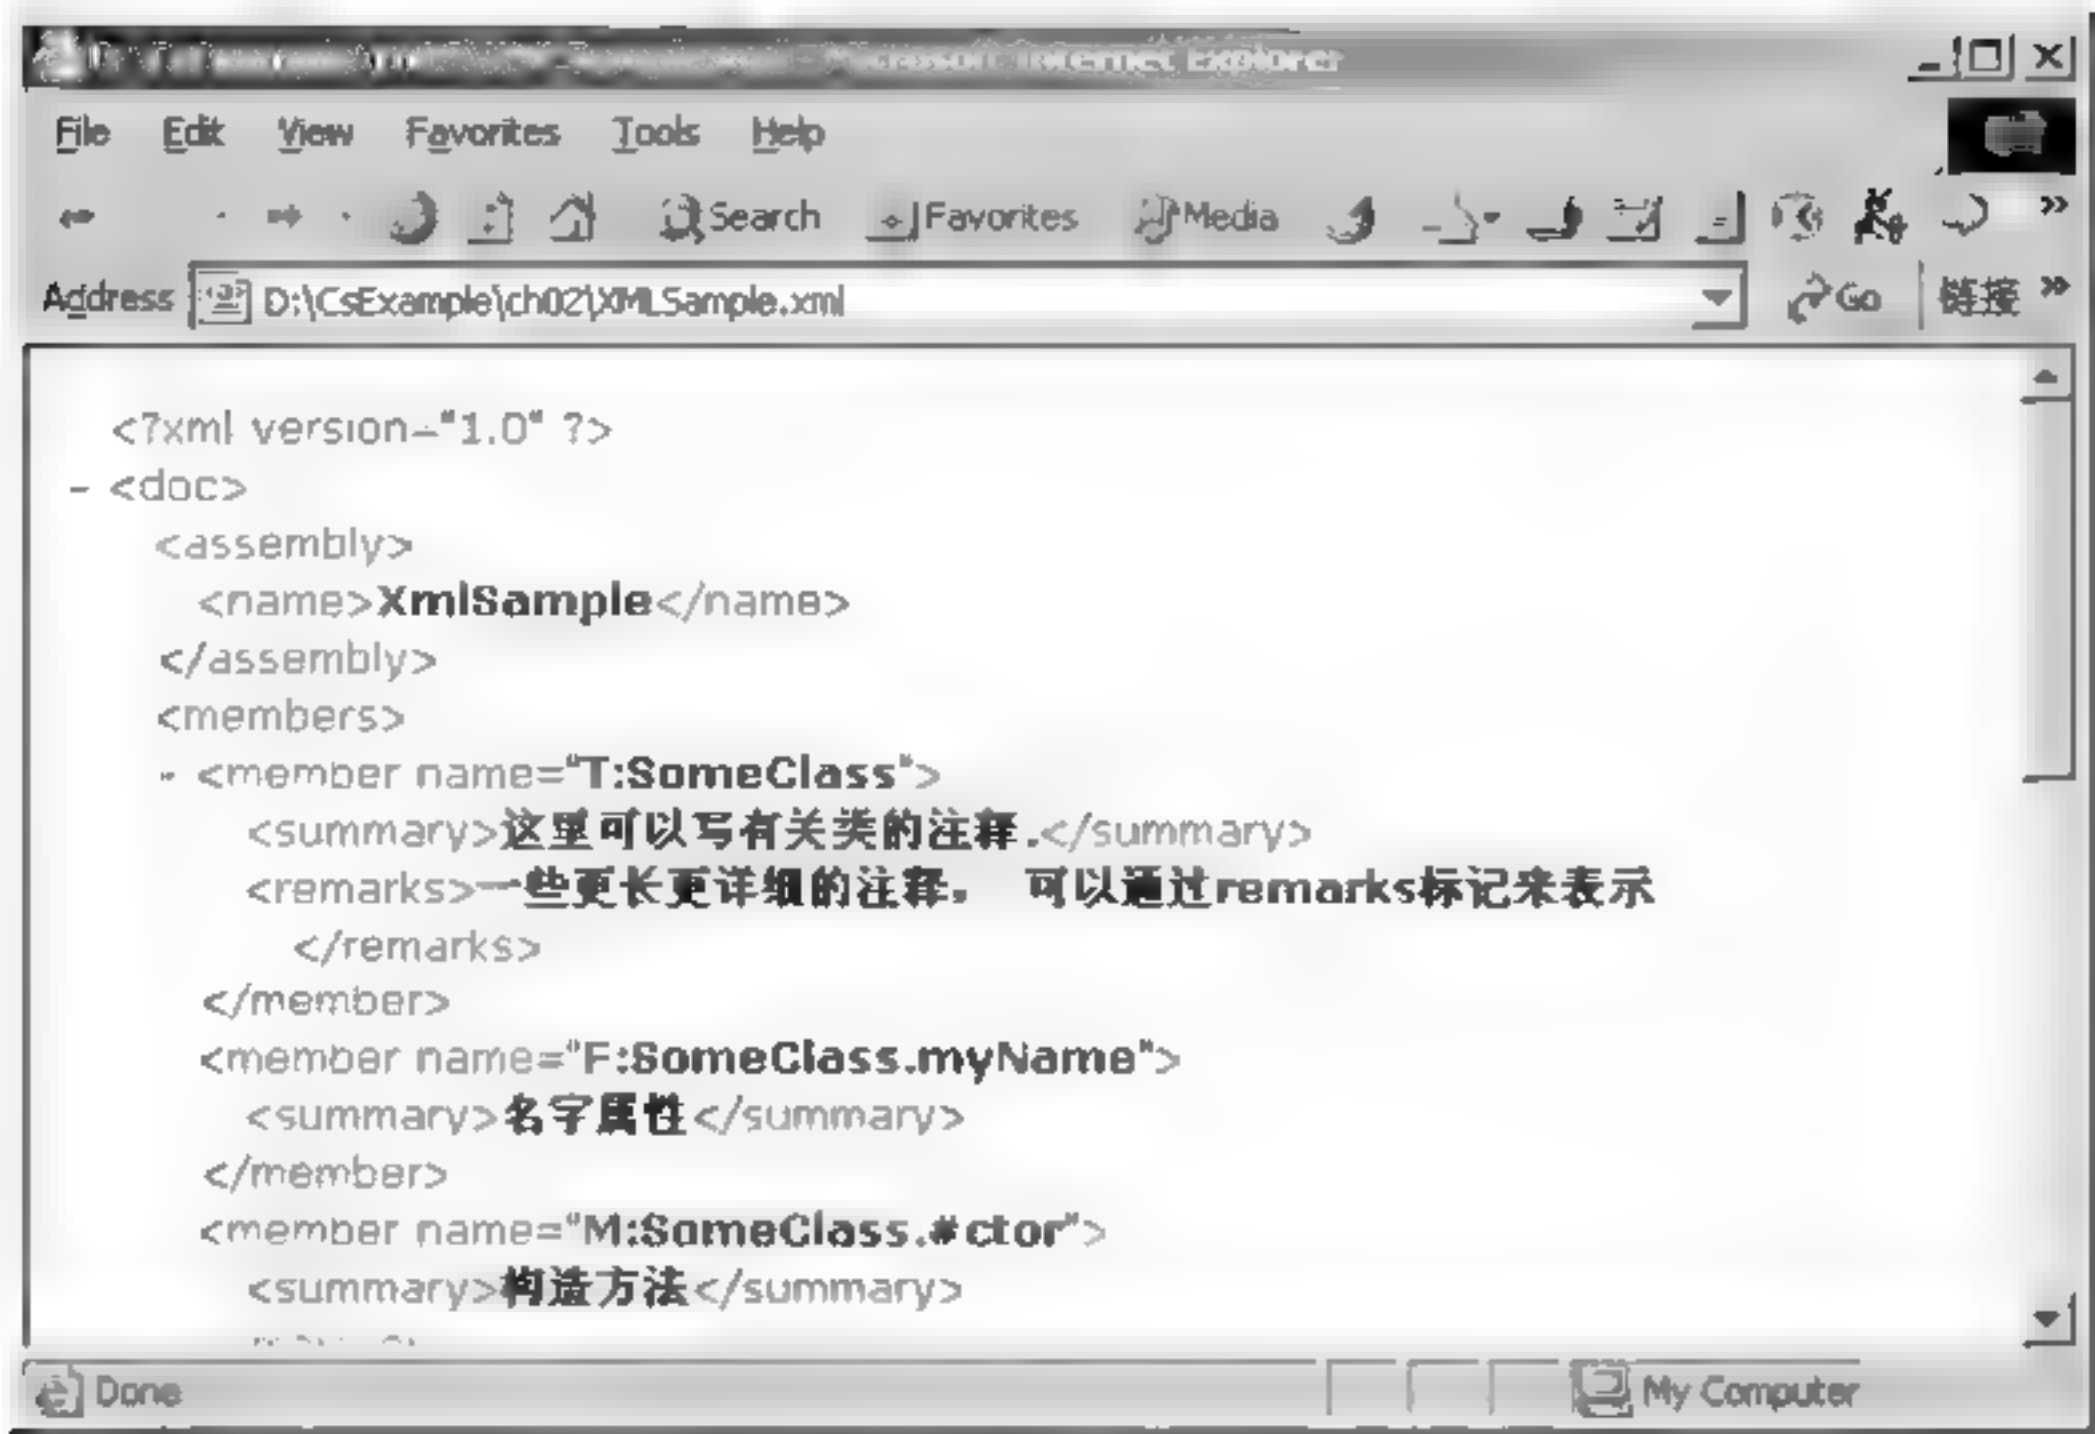 Microsoft Internet Explorer
File Edit View Favorites Tools Help
Search Favorites Media
Address D:\CsExample\ch02\XMLSample.xml Go 链接 »
<?xml version="1.0" ?>
- <doc>
<assembly>
<name>XmlSample</name>
</assembly>
<members>
- <member name="T:SomeClass">
<summary>这里可以写有关类的注释.</summary>
<remarks>一些更长更详细的注释， 可以通过remarks标记来表示
</remarks>
</member>
<member name="F:SomeClass.myName">
<summary>名字属性</summary>
</member>
<member name="M:SomeClass.#ctor">
<summary>构造方法</summary>
Done My Computer